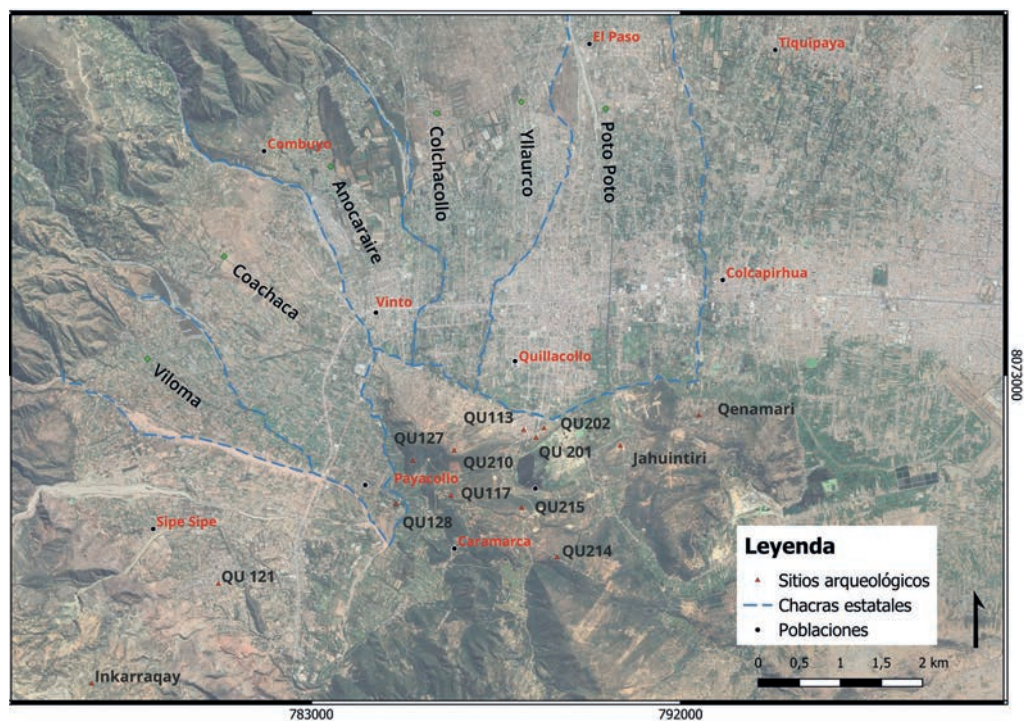 El Paso
Tiquipaya
Colchacollo
Yllaurco
Poto Poto
Combuyo
Anocaraire
Coachaca
Colcapirhua
Vinto
Quillacollo
Viloma
8073000
Qenamari
QU113
QU202
QU127
QU 201
QU210
Jahuintiri
Payacollo
QU117
QU215
QU128
Sipe Sipe
Caramarca
QU214
QU 121
Inkarraqay
Leyenda
Sitios arqueológicos
Chacras estatales
Poblaciones
0 0,5 1 1,5 2 km
783000
792000